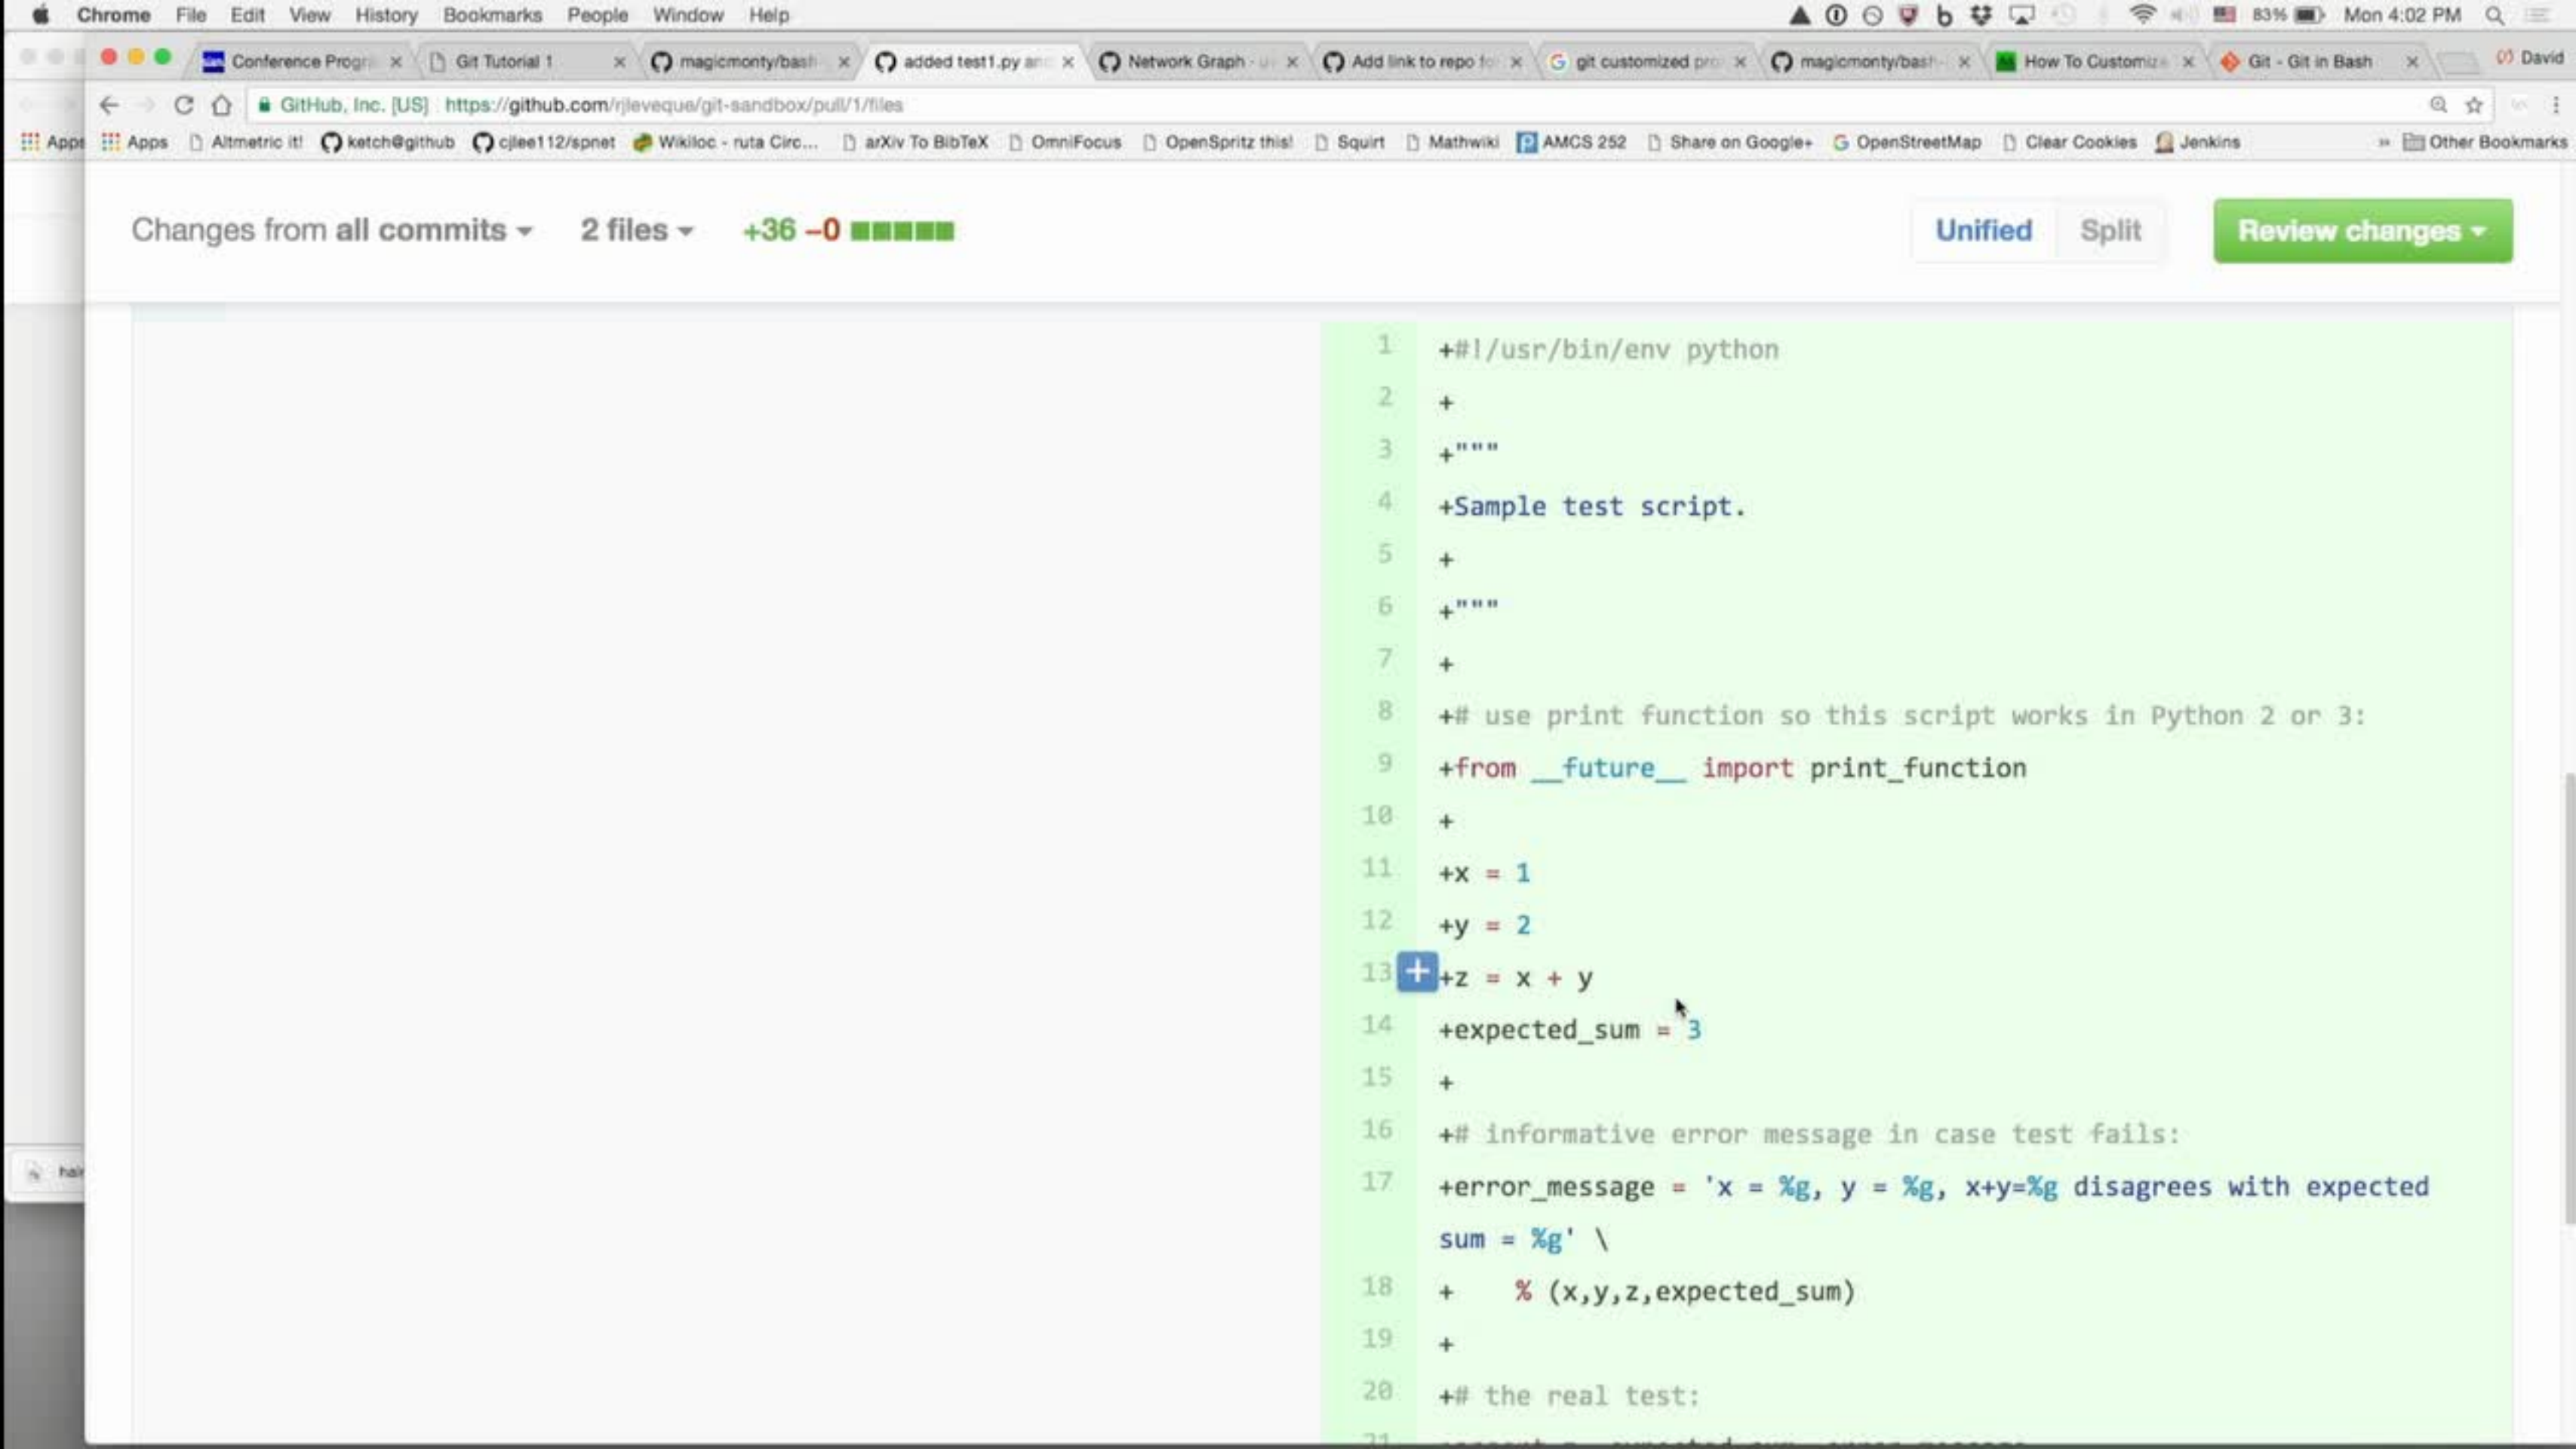 Chrome File Edit View History Bookmarks People Window Help 83% Mon 4:02 PM
Conference Progr Git Tutorial 1 magicmonty/bash added test1.py an Network Graph - Add link to repo fo git customized pro magicmonty/bash- How To Customiz Git - Git in Bash David
GitHub, Inc. [US] https://github.com/rjleveque/git-sandbox/pull/1/files
Apps Apps Altmetric it! ketch@github cjlee112/spnet Wikiloc - ruta Circ... arXiv To BibTeX OmniFocus OpenSpritz this! Squirt Mathwiki AMCS 252 Share on Google+ OpenStreetMap Clear Cookies Jenkins » Other Bookmarks
Changes from all commits 2 files +36 −0 Unified Split Review changes
1 +#!/usr/bin/env python
2 +
3 +"""
4 +Sample test script.
5 +
6 +"""
7 +
8 +# use print function so this script works in Python 2 or 3:
9 +from __future__ import print_function
10 +
11 +x = 1
12 +y = 2
13 +z = x + y
14 +expected_sum = 3
15 +
16 +# informative error message in case test fails:
17 +error_message = 'x = %g, y = %g, x+y=%g disagrees with expected
sum = %g' \
18 + % (x,y,z,expected_sum)
19 +
20 +# the real test: